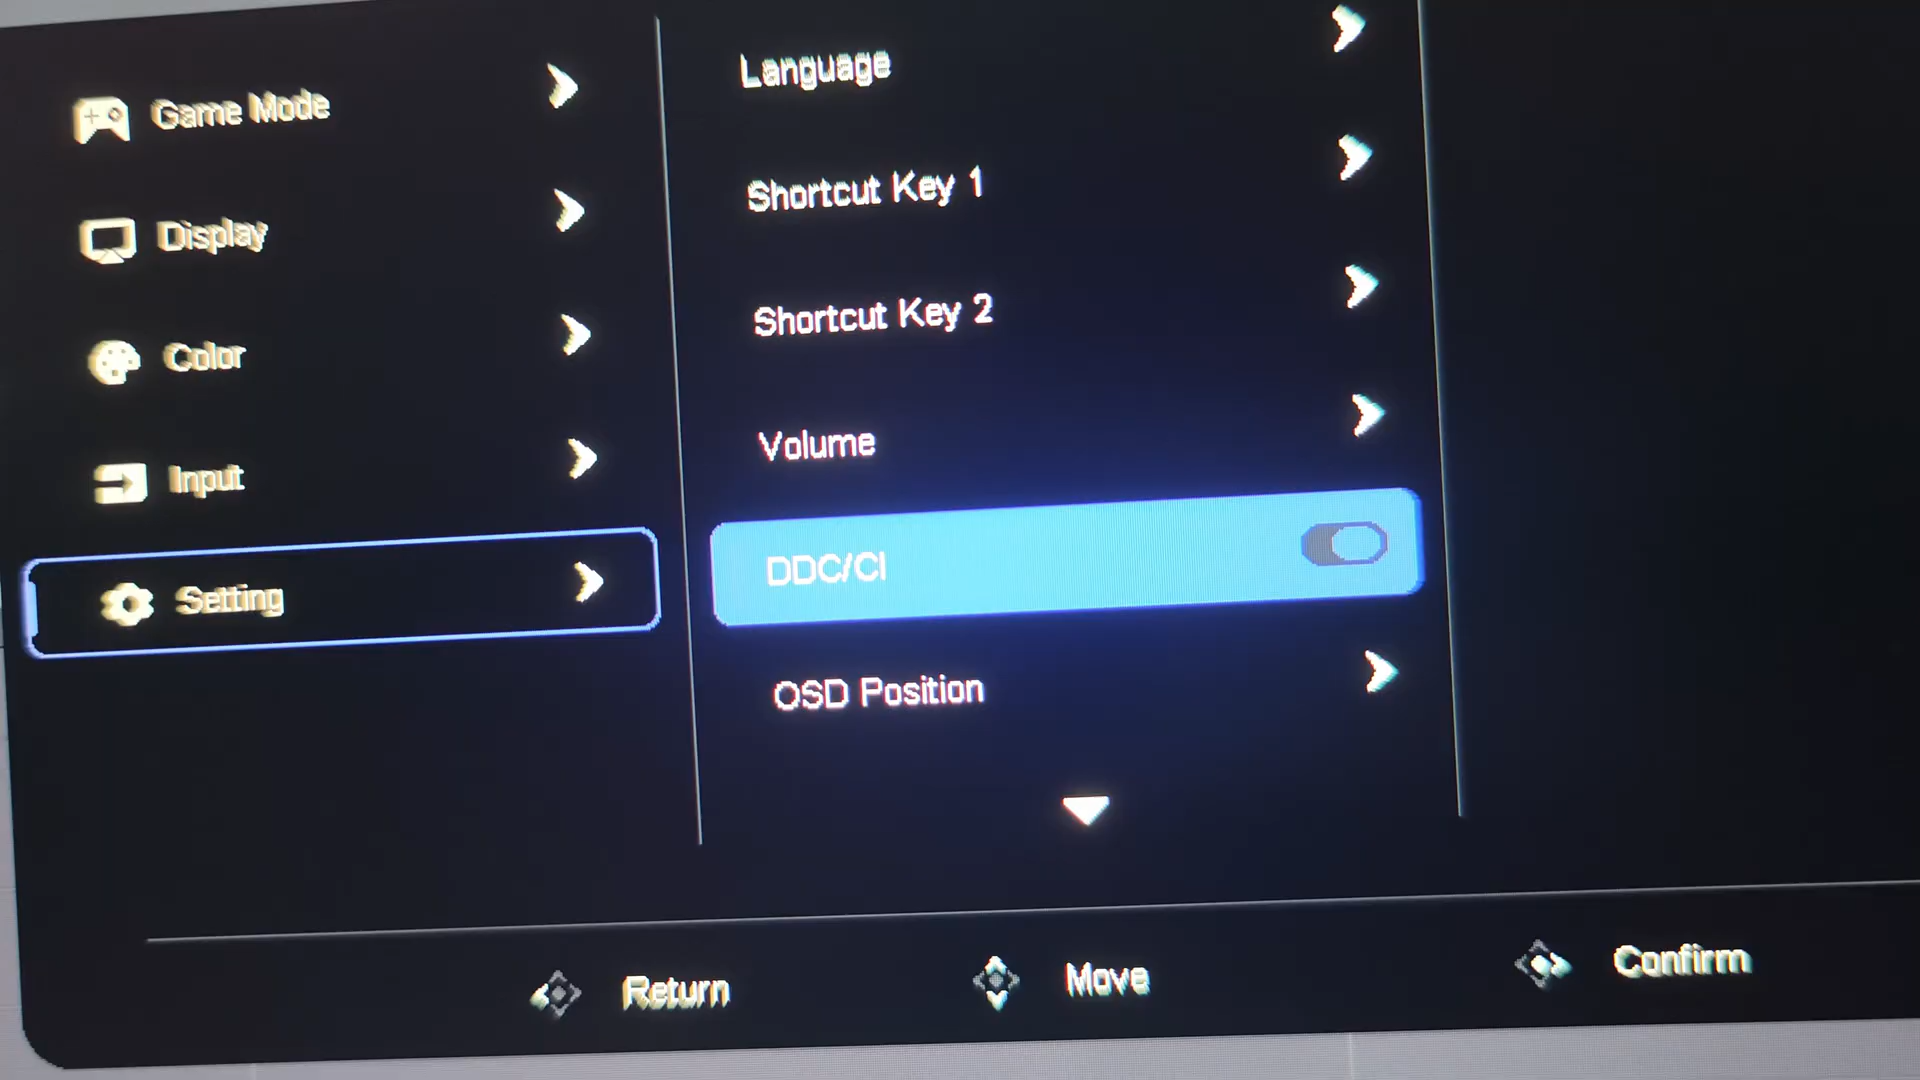 Game Mode
Display
Color
Input
Setting
Language
Shortcut Key 1
Shortcut Key 2
Volume
DDC/CI
OSD Position
Return
Move
Confirm